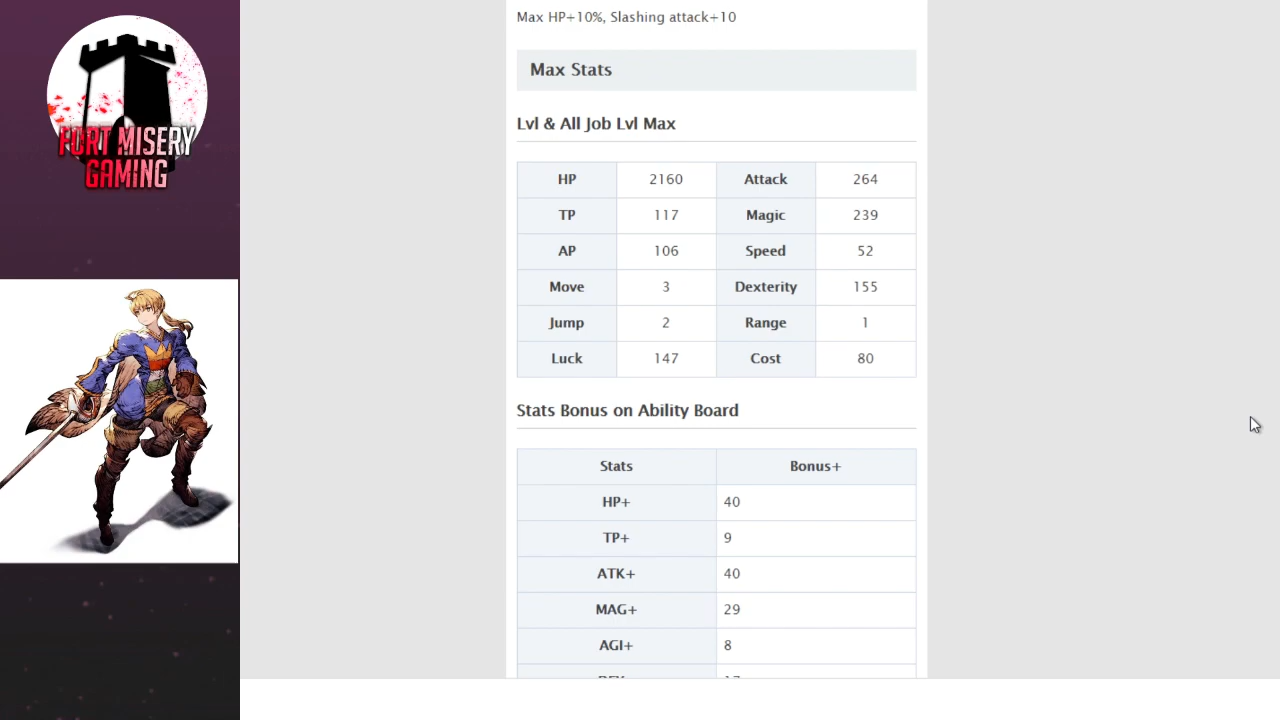 FORT MISERY
GAMING
Max HP+10%, Slashing attack+10
Max Stats
Lvl & All Job Lvl Max
HP 2160 Attack 264
TP 117 Magic 239
AP 106 Speed 52
Move 3 Dexterity 155
Jump 2 Range 1
Luck 147 Cost 80
Stats Bonus on Ability Board
Stats Bonus+
HP+ 40
TP+ 9
ATK+ 40
MAG+ 29
AGI+ 8